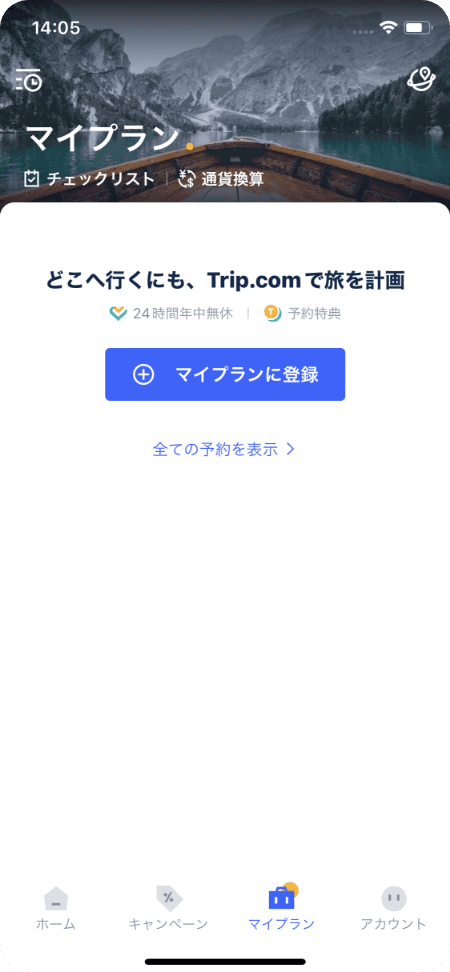 14:05
マイプラン
チェックリスト 通貨換算
どこへ行くにも、Trip.comで旅を計画
24時間年中無休 予約特典
マイプランに登録
全ての予約を表示
ホーム キャンペーン マイプラン アカウント